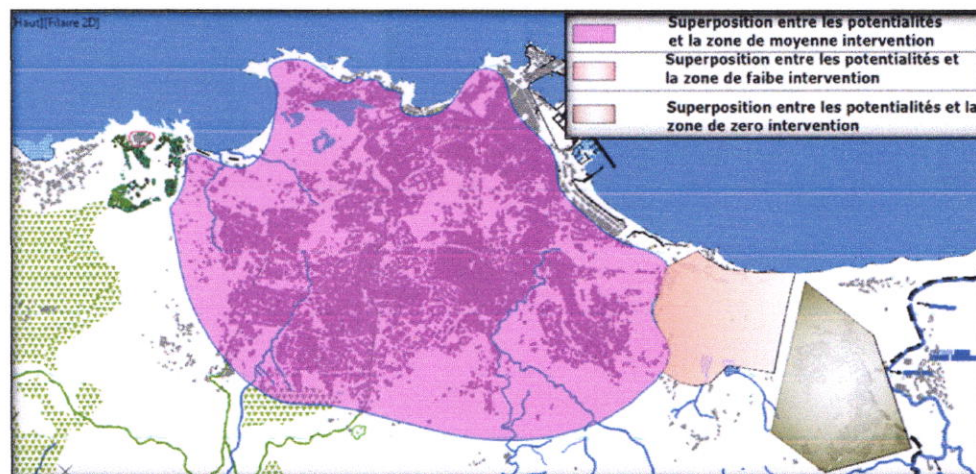 Haut][Filaire 2D]
Superposition entre les potentialités
et la zone de moyenne intervention
Superposition entre les potentialités et
la zone de faibe intervention
Superposition entre les potentialités et la
zone de zero intervention